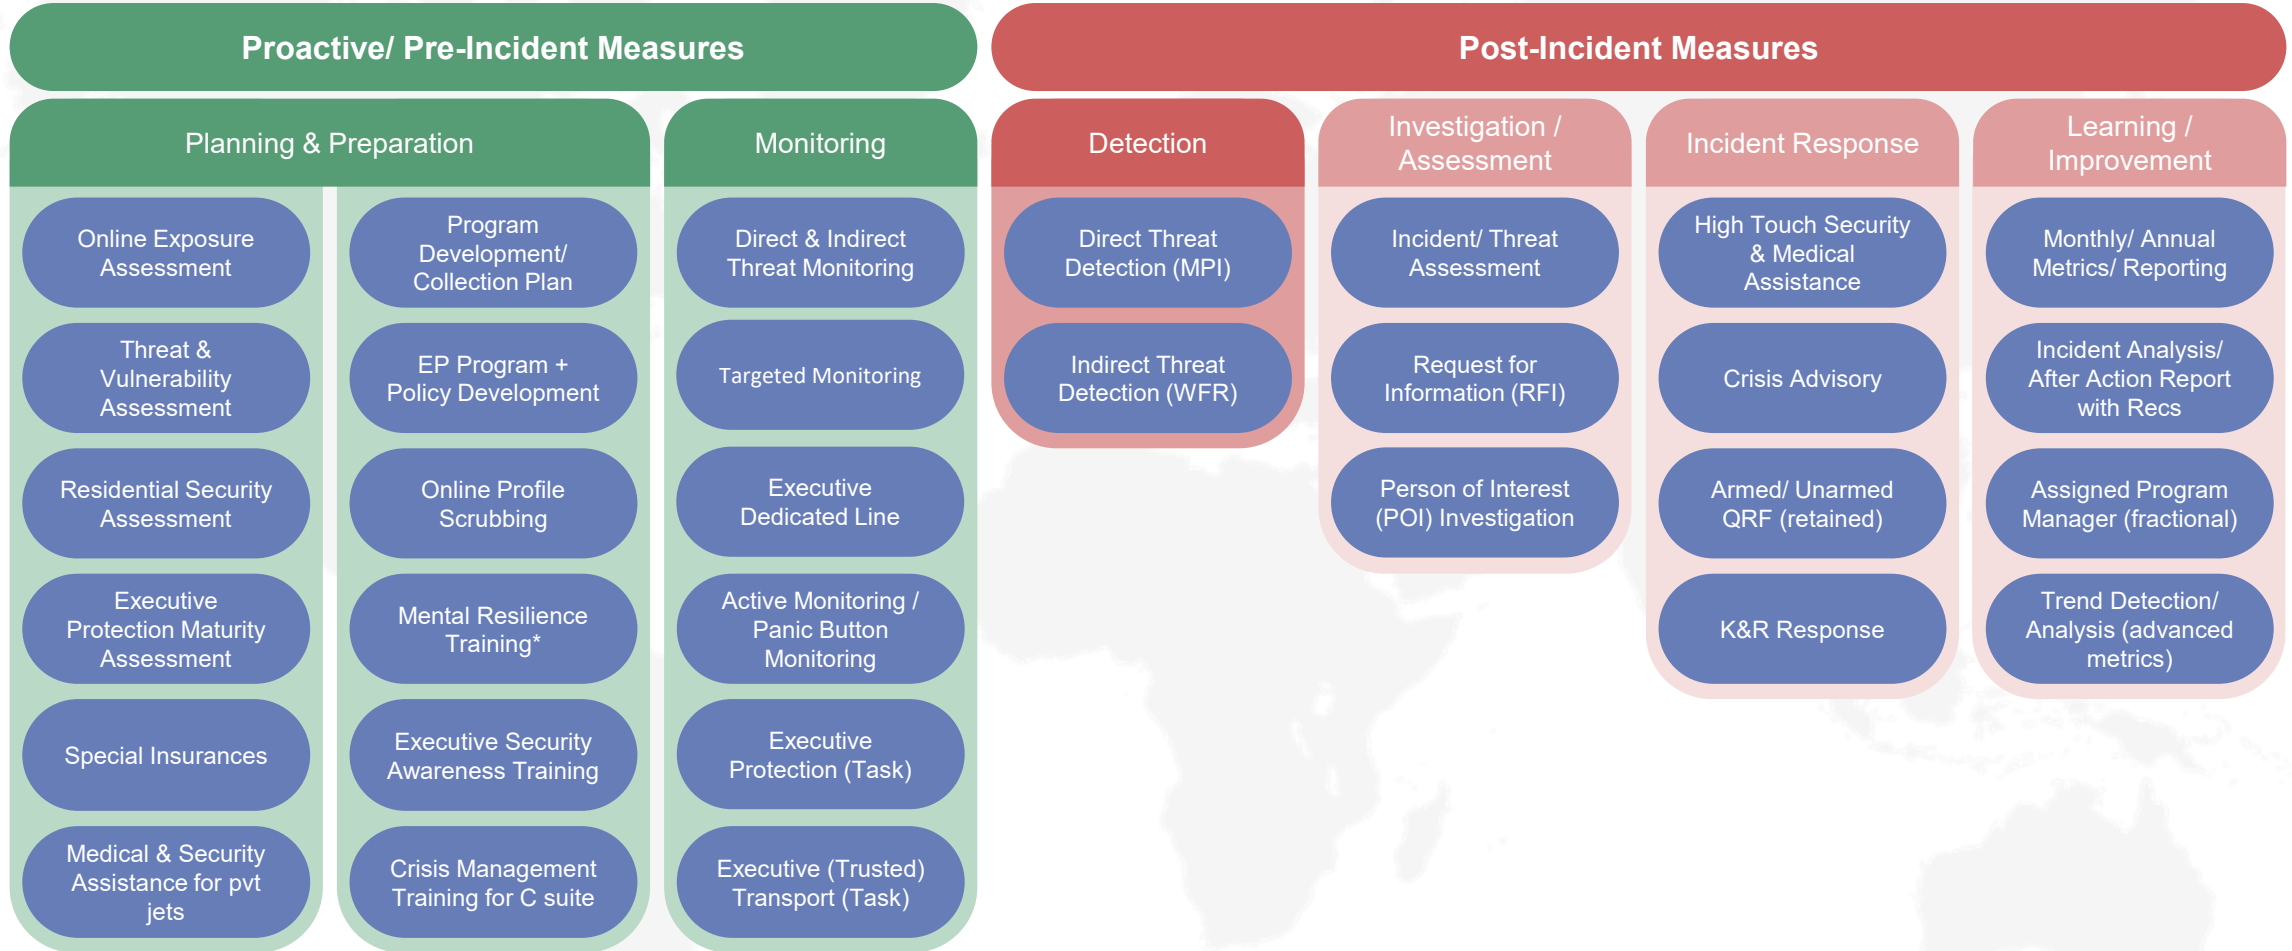 Proactive/ Pre-Incident Measures
Planning & Preparation
Online Exposure
Assessment
Threat &
Vulnerability
Assessment
Residential Security
Assessment
Executive
Protection Maturity
Assessment
Special Insurances
Medical & Security
Assistance for pvt
jets
Program
Development/
Collection Plan
EP Program +
Policy Development
Online Profile
Scrubbing
Mental Resilience
Training*
Executive Security
Awareness Training
Crisis Management
Training for C suite
Monitoring
Direct & Indirect
Threat Monitoring
Targeted Monitoring
Executive
Dedicated Line
Active Monitoring /
Panic Button
Monitoring
Executive
Protection (Task)
Executive (Trusted)
Transport (Task)
Post-Incident Measures
Detection
Direct Threat
Detection (MPI)
Indirect Threat
Detection (WFR)
Investigation /
Assessment
Incident/ Threat
Assessment
Request for
Information (RFI)
Person of Interest
(POI) Investigation
Incident Response
High Touch Security
& Medical
Assistance
Crisis Advisory
Armed/ Unarmed
QRF (retained)
K&R Response
Learning /
Improvement
Monthly/ Annual
Metrics/ Reporting
Incident Analysis/
After Action Report
with Recs
Assigned Program
Manager (fractional)
Trend Detection/
Analysis (advanced
metrics)